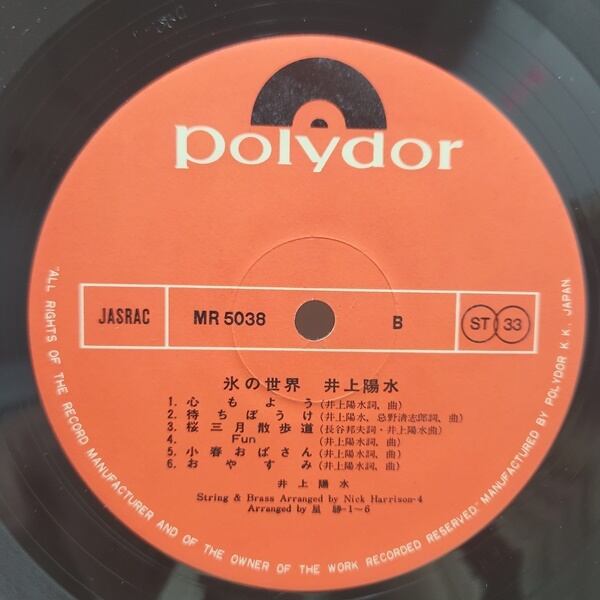 polydor
JASRAC MR 5038 B ST 33
氷の世界 井上陽水
1. 心もよう (井上陽水詞、曲)
2. 待ちぼうけ (井上陽水、忌野清志郎詞、曲)
3. 桜三月散歩道 (長谷邦夫詞・井上陽水曲)
4. Fun (井上陽水詞、曲)
5. 小春おばさん (井上陽水詞、曲)
6. おやすみ (井上陽水詞、曲)
井上陽水
String & Brass Arranged by Nick Harrison-4
Arranged by 星 勝-1〜6
"ALL RIGHTS OF THE RECORD MANUFACTURER AND OF THE OWNER OF THE WORK RECORDED RESERVED" MANUFACTURED BY POLYDOR K.K. JAPAN